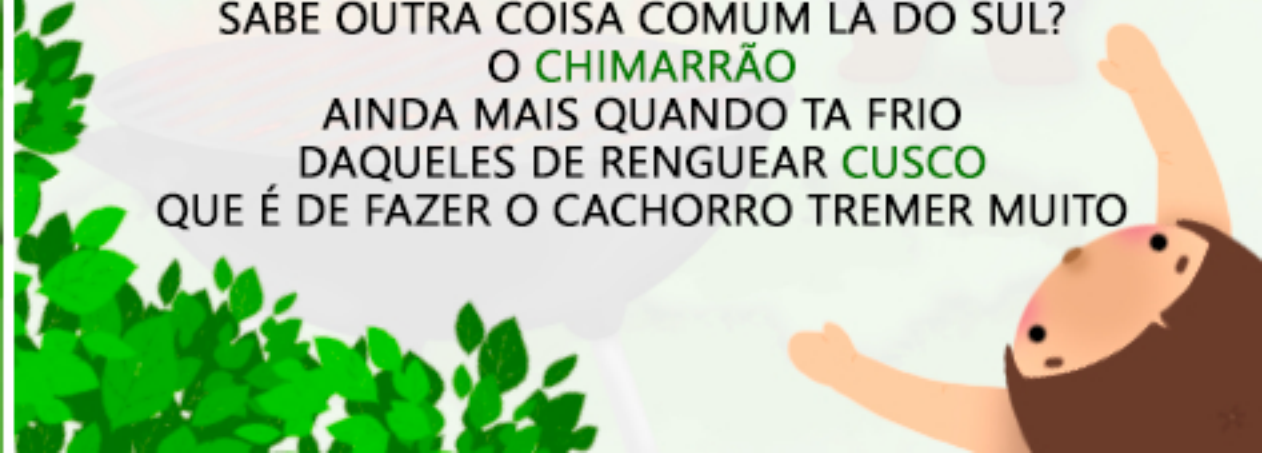 SABE OUTRA COISA COMUM LÁ DO SUL?
O CHIMARRÃO
AINDA MAIS QUANDO TA FRIO
DAQUELES DE RENGUEAR CUSCO
QUE É DE FAZER O CACHORRO TREMER MUITO